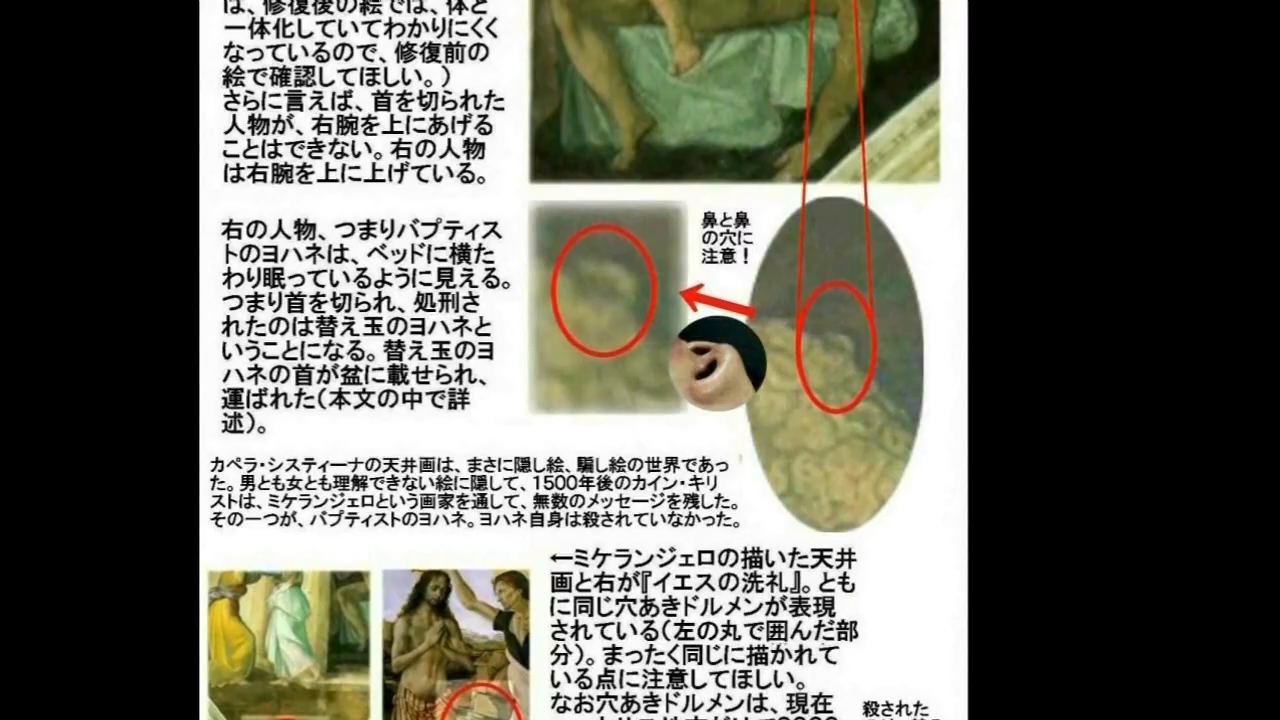 は、修復後の絵では、体と
一体化していてわかりにくく
なっているので、修復前の
絵で確認してほしい。)
さらに言えば、首を切られた
人物が、右腕を上にあげる
ことはできない。右の人物
は右腕を上に上げている。
右の人物、つまりバプティス
トのヨハネは、ベッドに横た
わり眠っているように見える。
つまり首を切られ、処刑さ
れたのは替え玉のヨハネと
いうことになる。替え玉のヨ
ハネの首が盆に載せられ、
運ばれた(本文の中で詳
述)。
鼻と鼻
の穴に
注意!
カペラ・システィーナの天井画は、まさに隠し絵、騙し絵の世界であっ
た。男とも女とも理解できない絵に隠して、1500年後のカイン・キリ
ストは、ミケランジェロという画家を通して、無数のメッセージを残した。
その一つが、バプティストのヨハネ。ヨハネ自身は殺されていなかった。
←ミケランジェロの描いた天井
画と右が『イエスの洗礼』。とも
に同じ穴あきドルメンが表現
されている(左の丸で囲んだ部
分)。まったく同じに描かれて
いる点に注意してほしい。
なお穴あきドルメンは、現在
殺された